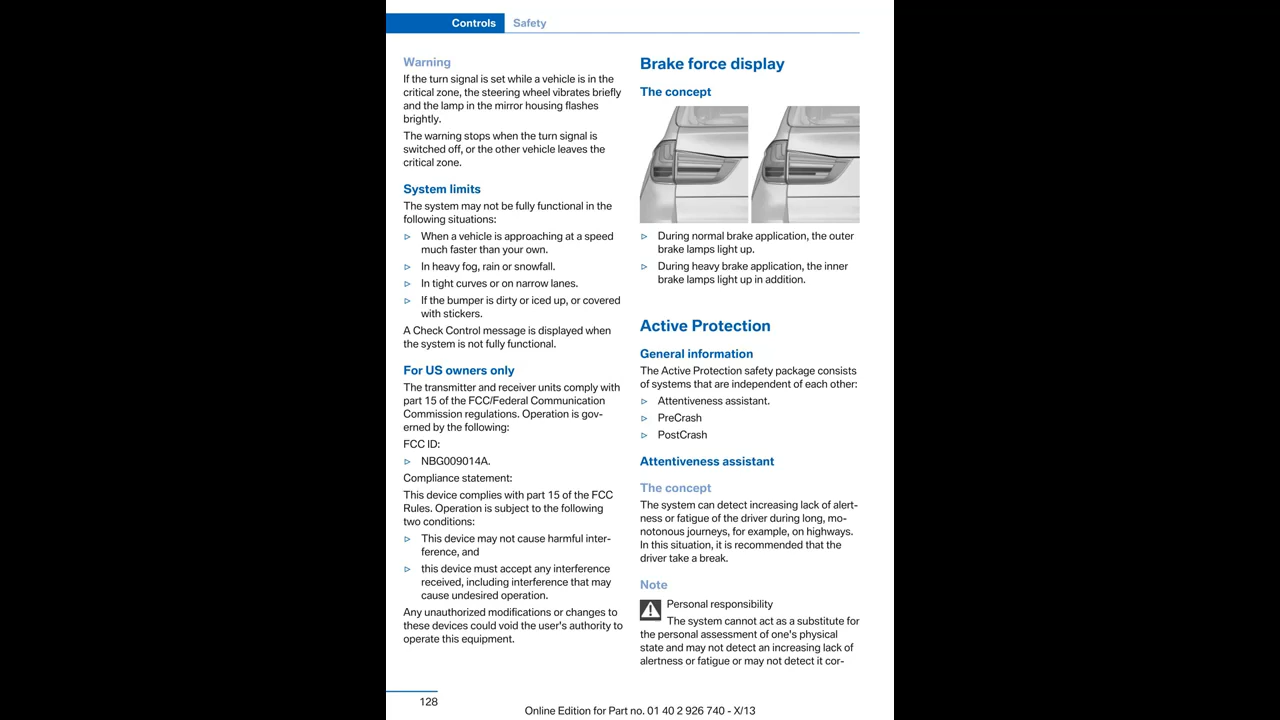 Controls Safety
Warning
If the turn signal is set while a vehicle is in the
critical zone, the steering wheel vibrates briefly
and the lamp in the mirror housing flashes
brightly.
The warning stops when the turn signal is
switched off, or the other vehicle leaves the
critical zone.
System limits
The system may not be fully functional in the
following situations:
▷ When a vehicle is approaching at a speed
much faster than your own.
▷ In heavy fog, rain or snowfall.
▷ In tight curves or on narrow lanes.
▷ If the bumper is dirty or iced up, or covered
with stickers.
A Check Control message is displayed when
the system is not fully functional.
For US owners only
The transmitter and receiver units comply with
part 15 of the FCC/Federal Communication
Commission regulations. Operation is gov-
erned by the following:
FCC ID:
▷ NBG009014A.
Compliance statement:
This device complies with part 15 of the FCC
Rules. Operation is subject to the following
two conditions:
▷ This device may not cause harmful inter-
ference, and
▷ this device must accept any interference
received, including interference that may
cause undesired operation.
Any unauthorized modifications or changes to
these devices could void the user's authority to
operate this equipment.
Brake force display
The concept
▷ During normal brake application, the outer
brake lamps light up.
▷ During heavy brake application, the inner
brake lamps light up in addition.
Active Protection
General information
The Active Protection safety package consists
of systems that are independent of each other:
▷ Attentiveness assistant.
▷ PreCrash
▷ PostCrash
Attentiveness assistant
The concept
The system can detect increasing lack of alert-
ness or fatigue of the driver during long, mo-
notonous journeys, for example, on highways.
In this situation, it is recommended that the
driver take a break.
Note
Personal responsibility
The system cannot act as a substitute for
the personal assessment of one's physical
state and may not detect an increasing lack of
alertness or fatigue or may not detect it cor-
128
Online Edition for Part no. 01 40 2 926 740 - X/13